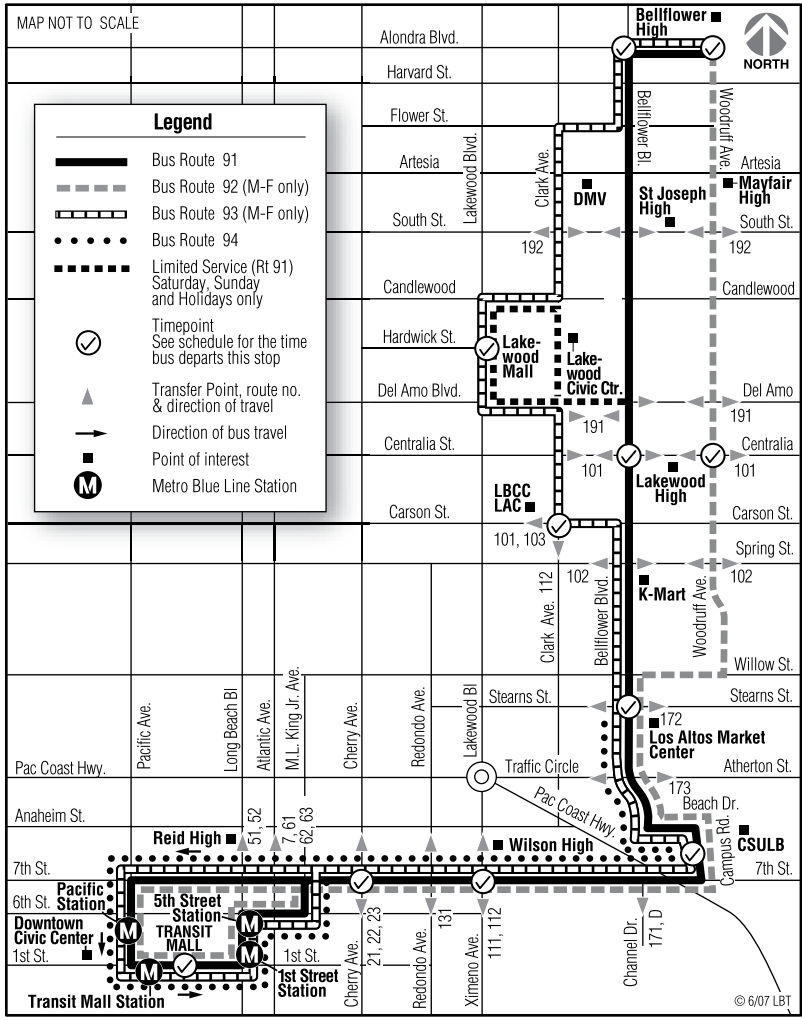 MAP NOT TO SCALE
Bellflower
High
NORTH
Alondra Blvd.
Harvard St.
Flower St.
Artesia
Artesia
South St.
South St.
Candlewood
Candlewood
Hardwick St.
Del Amo Blvd.
Del Amo
Centralia St.
Centralia
Carson St.
Carson St.
Spring St.
Willow St.
Stearns St.
Stearns St.
Lakewood Blvd.
Clark Ave.
Bellflower Bl.
Woodruff Ave.
DMV
St Joseph
High
Mayfair
High
192
192
Legend
Bus Route 91
Bus Route 92 (M-F only)
Bus Route 93 (M-F only)
Bus Route 94
Limited Service (Rt 91)
Saturday, Sunday
and Holidays only
Timepoint
See schedule for the time
bus departs this stop
Transfer Point, route no.
& direction of travel
Direction of bus travel
Point of interest
M
Metro Blue Line Station
Lake-
wood
Mall
Lake-
wood
Civic Ctr.
191
191
101
101
Lakewood
High
LBCC
LAC
101, 103
102
102
K-Mart
Clark Ave. 112
Bellflower Blvd.
Woodruff Ave.
172
Los Altos Market
Center
Pacific Ave.
Long Beach Bl
Atlantic Ave.
M.L. King Jr. Ave.
Cherry Ave.
Redondo Ave.
Lakewood Bl
Pac Coast Hwy.
Traffic Circle
Atherton St.
173
Pac Coast Hwy.
Beach Dr.
Campus Rd.
CSULB
Anaheim St.
Reid High
51, 52
7, 61
62, 63
Wilson High
7th St.
7th St.
6th St.
Pacific
Station
5th Street
Station
M
TRANSIT
MALL
M
Downtown
Civic Center
1st St.
1st St.
M
M
1st Street
Station
Transit Mall Station
Cherry Ave.
21, 22, 23
Redondo Ave.
131
Ximeno Ave.
111, 112
Channel Dr.
171, D
© 6/07 LBT